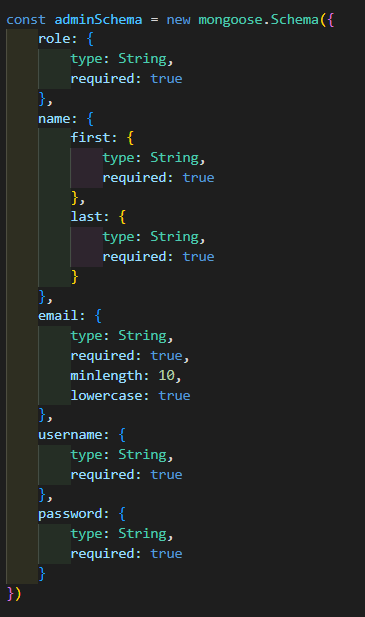 const adminSchema = new mongoose.Schema({
    role: {
        type: String,
        required: true
    },
    name: {
        first: {
            type: String,
            required: true
        },
        last: {
            type: String,
            required: true
        }
    },
    email: {
        type: String,
        required: true,
        minlength: 10,
        lowercase: true
    },
    username: {
        type: String,
        required: true
    },
    password: {
        type: String,
        required: true
    }
})